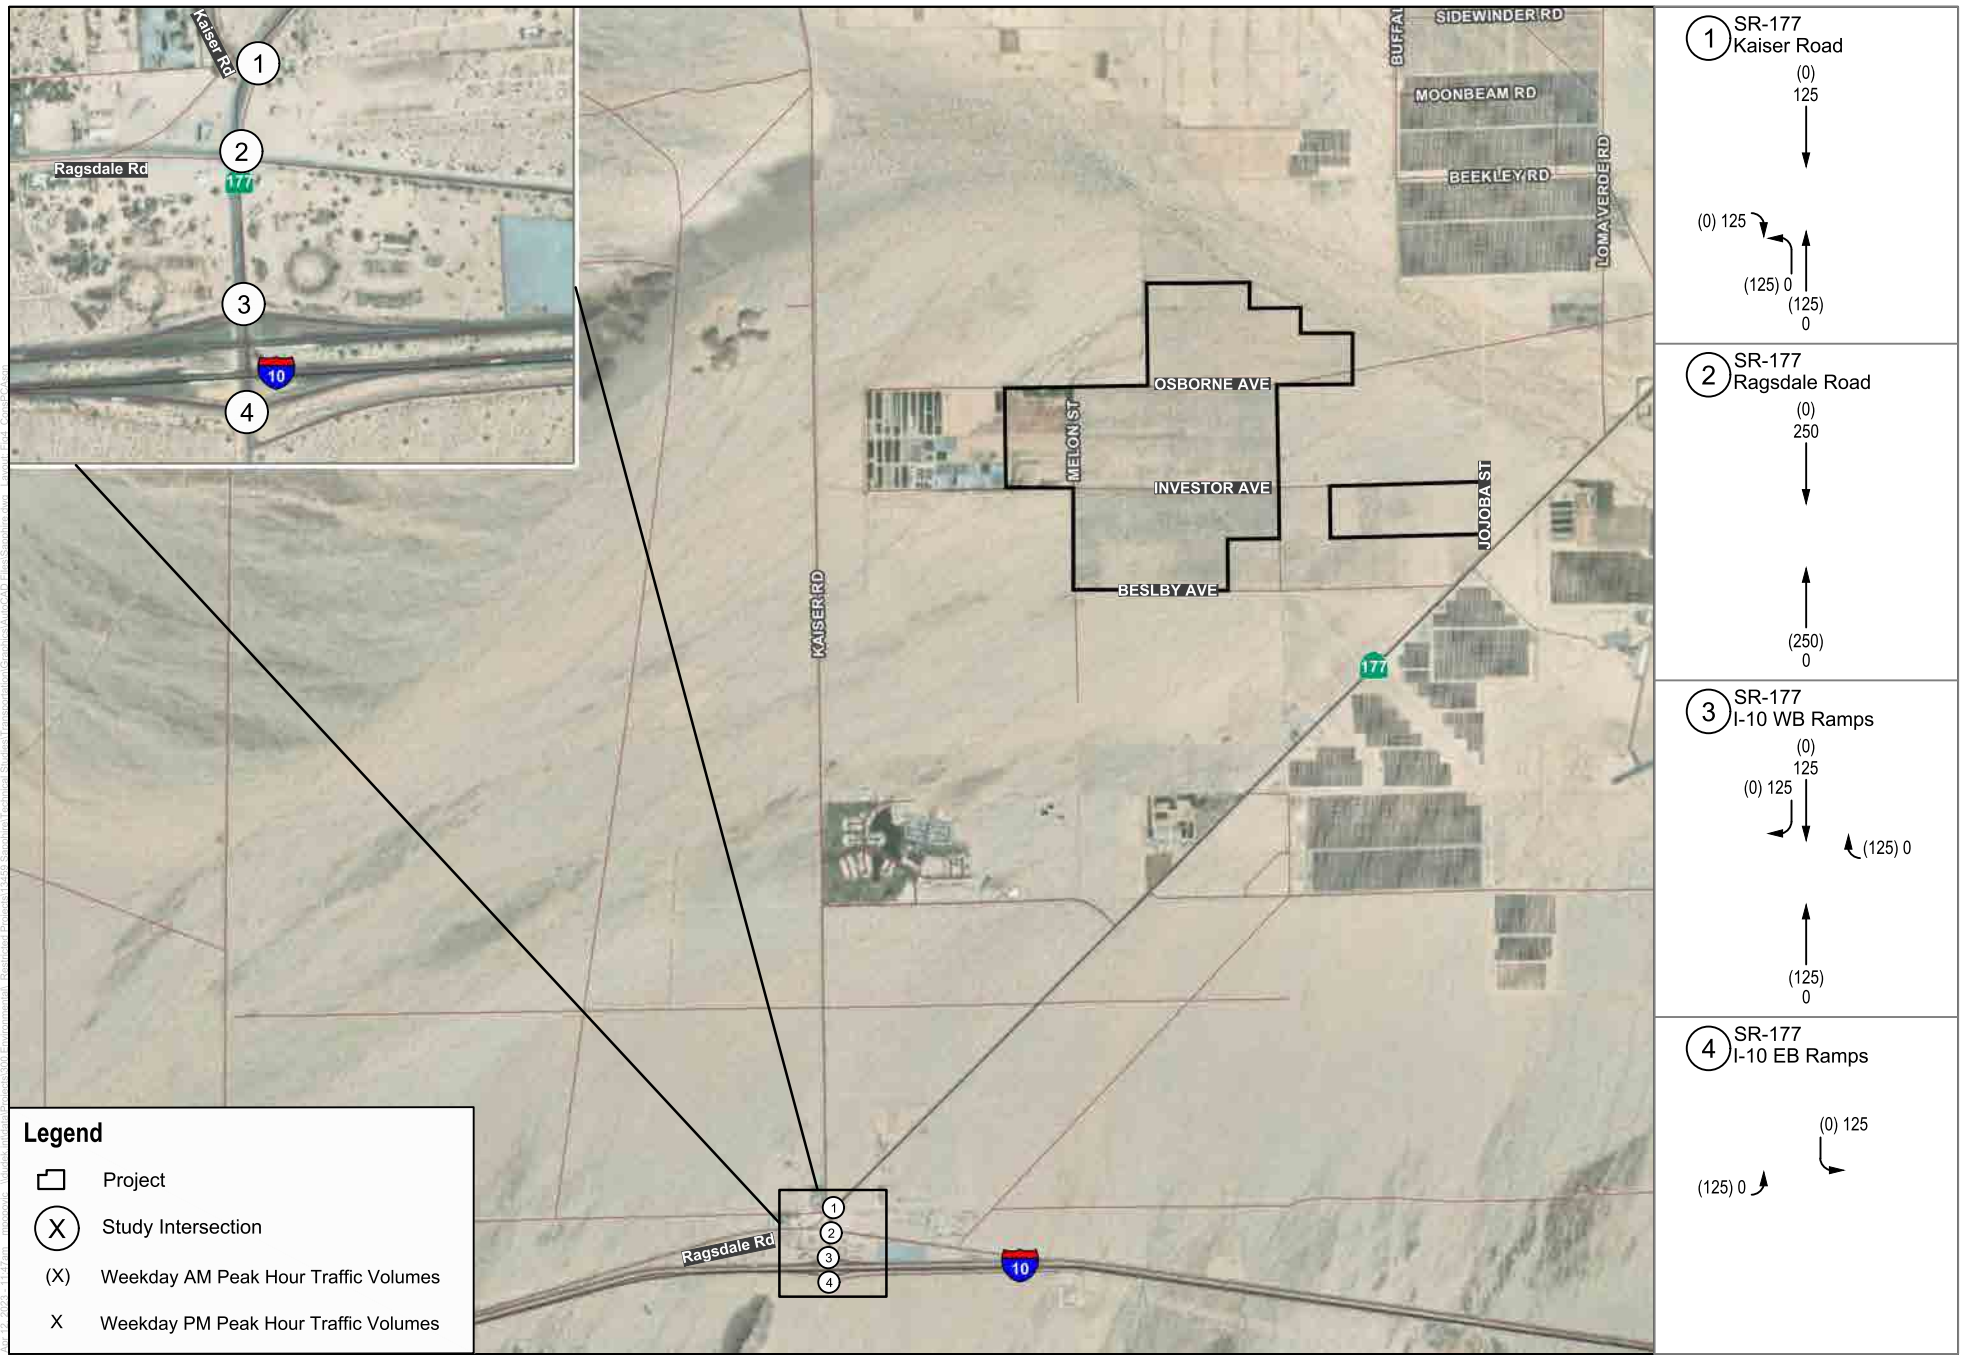 Kaiser Rd
1
2
Ragsdale Rd
177
3
10
4
BUFFAL
SIDEWINDER RD
MOONBEAM RD
BEEKLEY RD
LOMA VERDE RD
OSBORNE AVE
MELON ST
INVESTOR AVE
JOJOBA ST
BESLBY AVE
KAISER RD
177
1
2
3
4
Ragsdale Rd
10
Legend
Project
X Study Intersection
(X) Weekday AM Peak Hour Traffic Volumes
X Weekday PM Peak Hour Traffic Volumes
1 SR-177
Kaiser Road
(0)
125
(0) 125
(125) 0
(125)
0
2 SR-177
Ragsdale Road
(0)
250
(250)
0
3 SR-177
I-10 WB Ramps
(0)
125
(0) 125
(125) 0
(125)
0
4 SR-177
I-10 EB Ramps
(0) 125
(125) 0